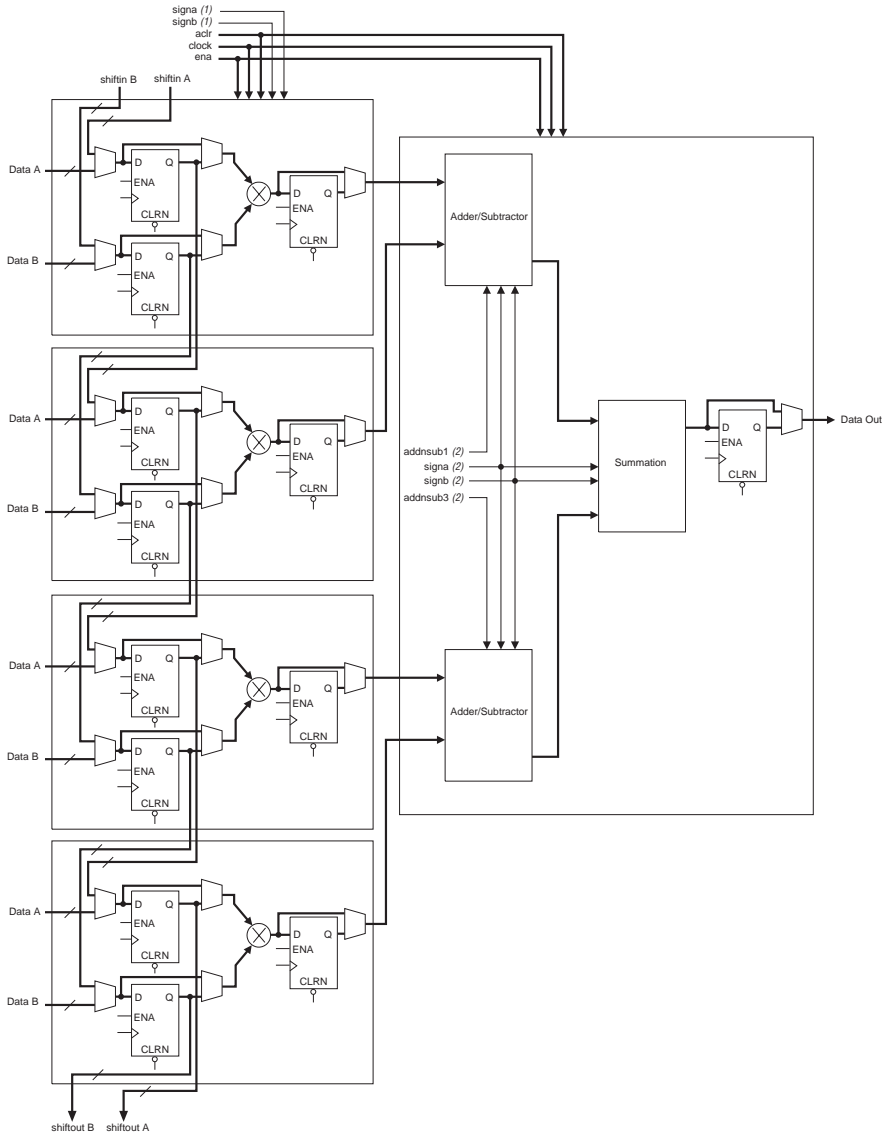 signa (1)
signb (1)
aclr
clock
ena
shiftin B
shiftin A
Data A
D
Q
ENA
CLRN
D
Q
ENA
CLRN
Adder/Subtractor
Data B
D
Q
ENA
CLRN
Data A
D
Q
ENA
CLRN
D
Q
ENA
CLRN
Data B
D
Q
ENA
CLRN
addnsub1 (2)
signa (2)
signb (2)
addnsub3 (2)
Summation
D
Q
ENA
CLRN
Data Out
Data A
D
Q
ENA
CLRN
D
Q
ENA
CLRN
Adder/Subtractor
Data B
D
Q
ENA
CLRN
Data A
D
Q
ENA
CLRN
D
Q
ENA
CLRN
Data B
D
Q
ENA
CLRN
shiftout B
shiftout A